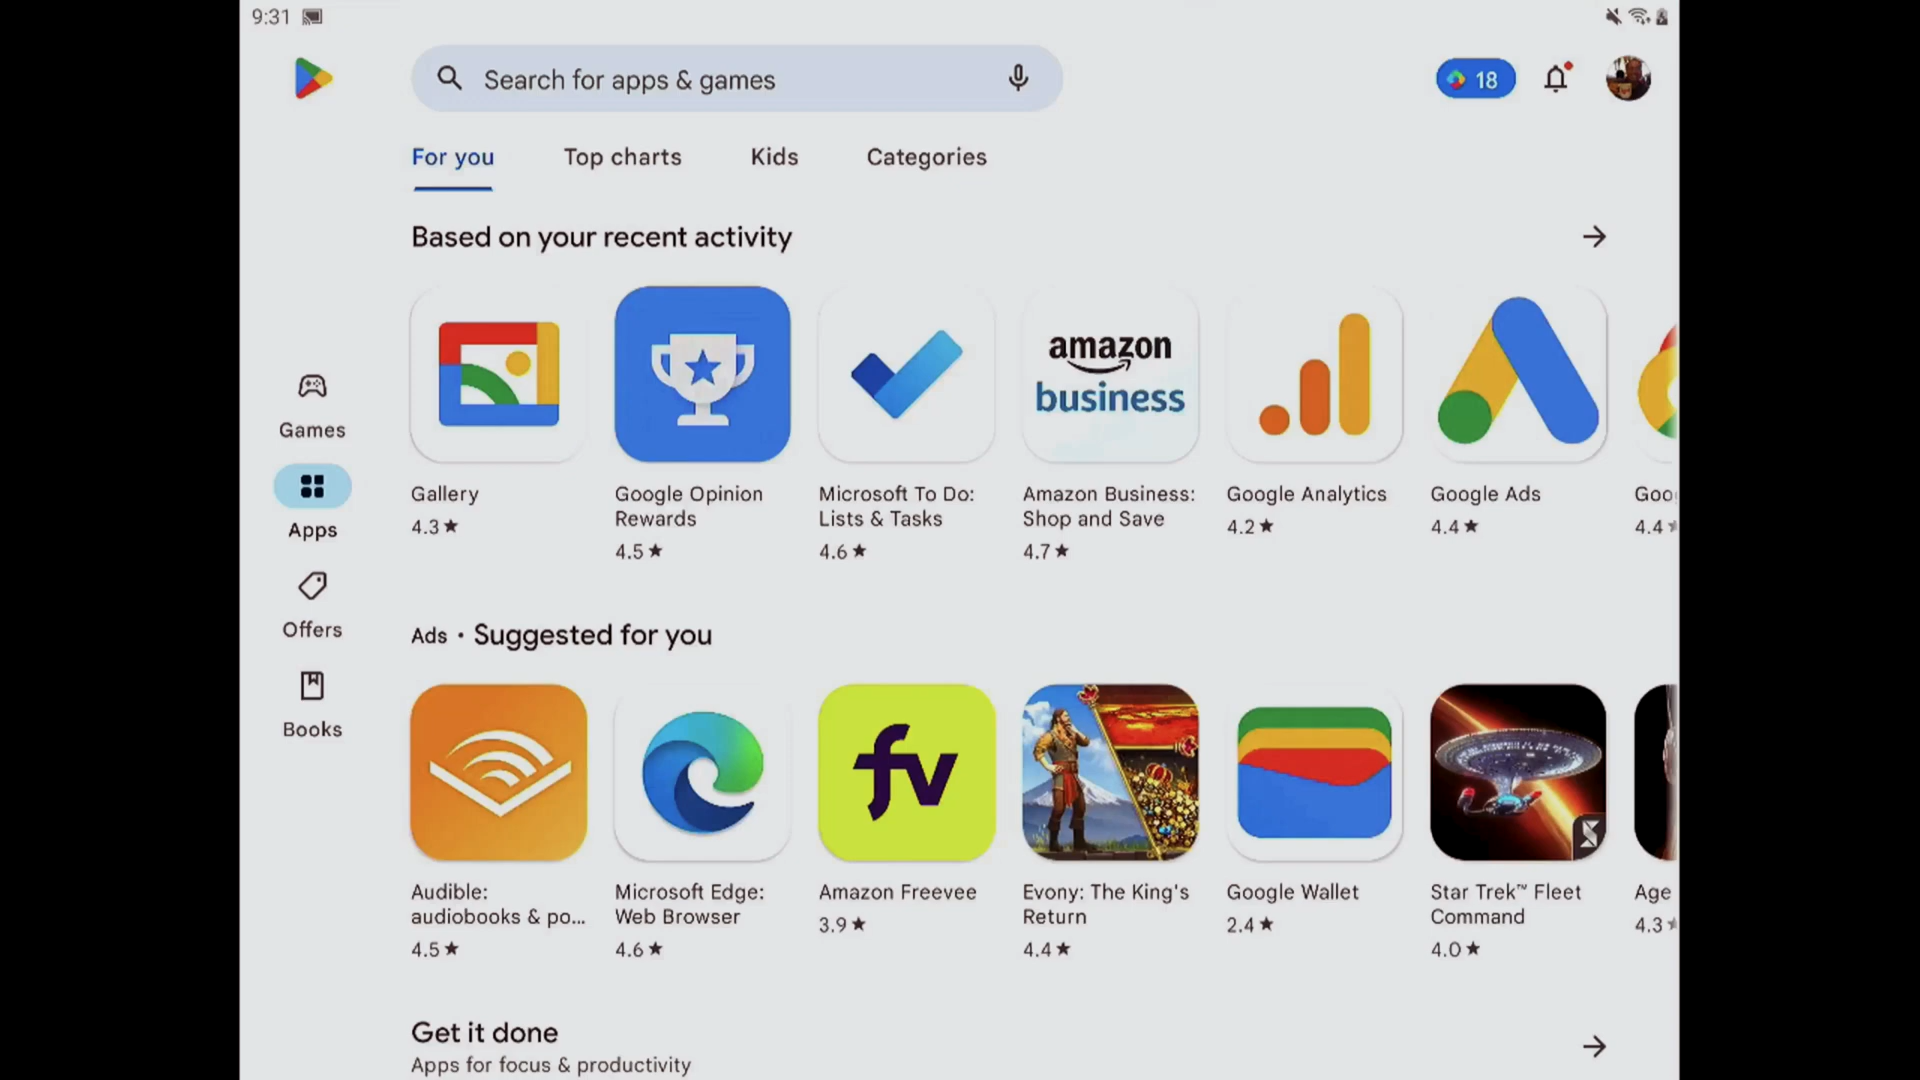 9:31
Search for apps & games
18
For you
Top charts
Kids
Categories
Based on your recent activity
amazon
business
Games
Apps
Offers
Books
Gallery
4.3★
Google Opinion
Rewards
4.5★
Microsoft To Do:
Lists & Tasks
4.6★
Amazon Business:
Shop and Save
4.7★
Google Analytics
4.2★
Google Ads
4.4★
4.4★
Ads • Suggested for you
fv
Audible:
audiobooks & po...
4.5★
Microsoft Edge:
Web Browser
4.6★
Amazon Freevee
3.9★
Evony: The King's
Return
4.4★
Google Wallet
2.4★
Star Trek™ Fleet
Command
4.0★
Age
4.3★
Get it done
Apps for focus & productivity